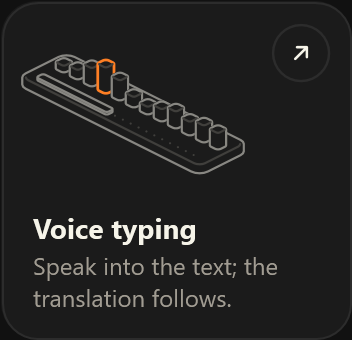 Voice typing
Speak into the text; the
translation follows.